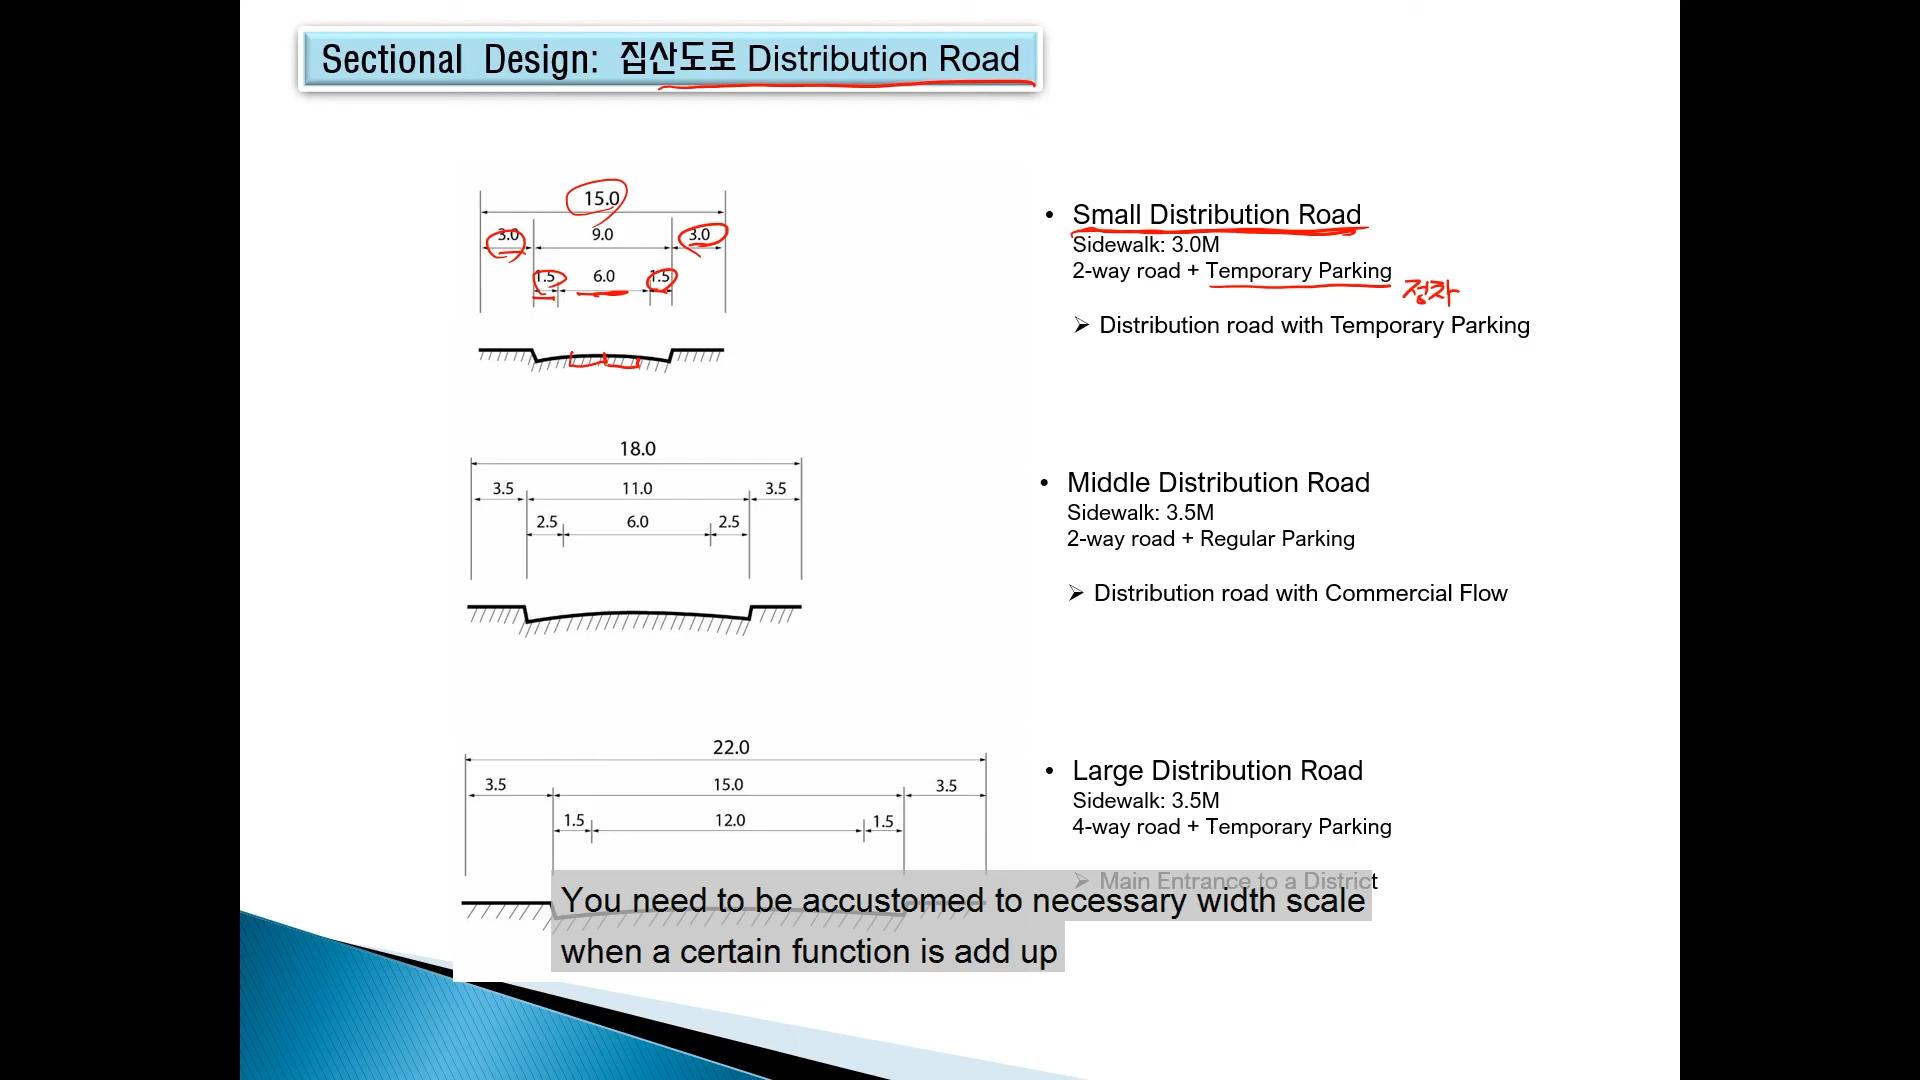 Sectional Design: 집산도로 Distribution Road
15.0
3.0 9.0 3.0
1.5 6.0 1.5
• Small Distribution Road
Sidewalk: 3.0M
2-way road + Temporary Parking
정차
➢ Distribution road with Temporary Parking
18.0
3.5 11.0 3.5
2.5 6.0 2.5
• Middle Distribution Road
Sidewalk: 3.5M
2-way road + Regular Parking
➢ Distribution road with Commercial Flow
22.0
3.5 15.0 3.5
1.5 12.0 1.5
• Large Distribution Road
Sidewalk: 3.5M
4-way road + Temporary Parking
➢ Main Entrance to a District
You need to be accustomed to necessary width scale
when a certain function is add up